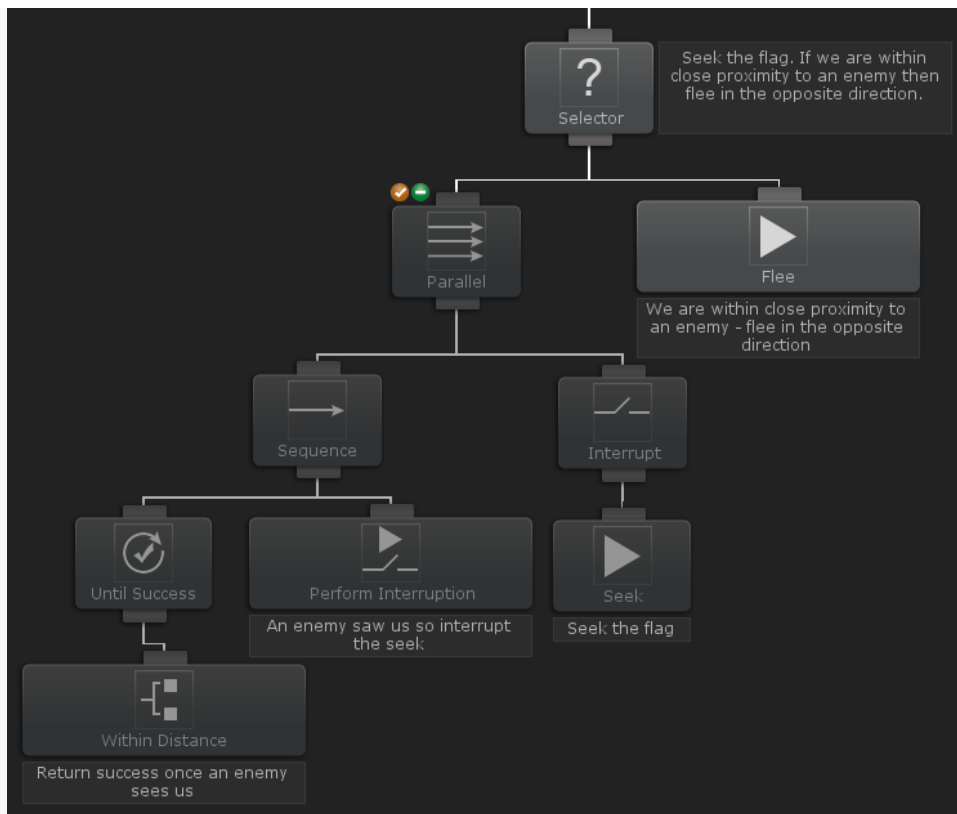 ?
Selector
Seek the flag. If we are within
close proximity to an enemy then
flee in the opposite direction.
Parallel
Flee
We are within close proximity to
an enemy - flee in the opposite
direction
Sequence
Interrupt
Until Success
Perform Interruption
Seek
An enemy saw us so interrupt
the seek
Seek the flag
Within Distance
Return success once an enemy
sees us